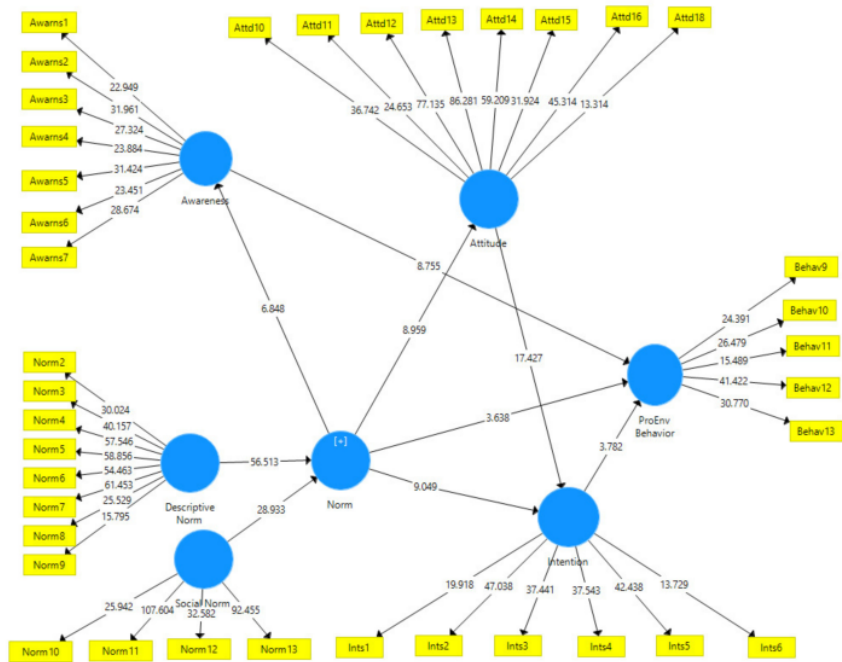 Awarns1
Awarns2
Awarns3
Awarns4
Awarns5
Awarns6
Awarns7
22.949
31.961
27.324
23.884
31.424
23.451
28.674
Awareness
Attd10
Attd11
Attd12
Attd13
Attd14
Attd15
Attd16
Attd18
36.742
24.653
77.135
86.281
59.209
31.924
45.314
13.314
Attitude
8.755
6.848
8.959
17.427
Behav9
Behav10
Behav11
Behav12
Behav13
24.391
26.479
15.489
41.422
30.770
ProEnv
Behavior
3.638
3.782
Norm2
Norm3
Norm4
Norm5
Norm6
Norm7
Norm8
Norm9
30.024
40.157
57.546
58.856
54.463
61.453
25.529
15.795
Descriptive
Norm
56.513
[+]
Norm
9.049
28.933
Social Norm
25.942
107.604
32.582
92.455
Norm10
Norm11
Norm12
Norm13
Intention
19.918
47.038
37.441
37.543
42.438
13.729
Ints1
Ints2
Ints3
Ints4
Ints5
Ints6